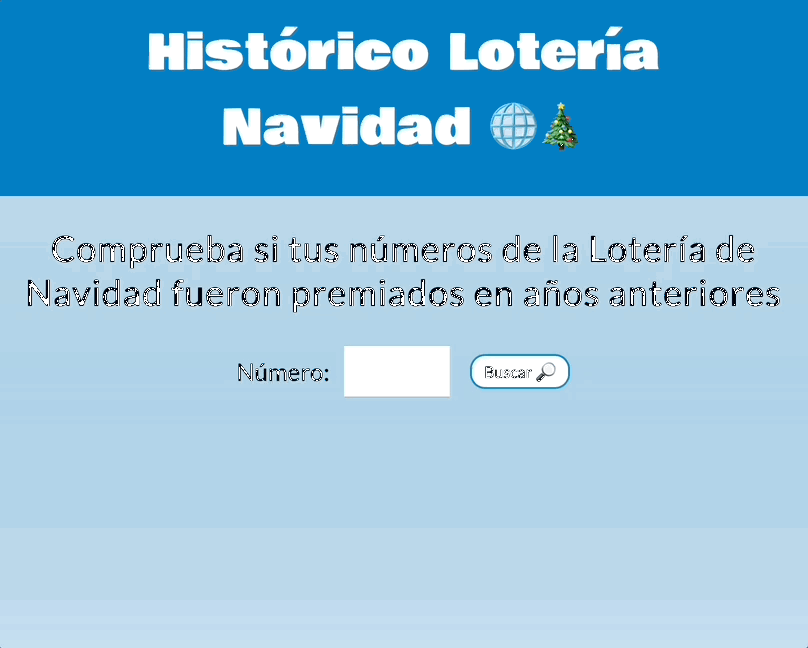 Histórico Lotería
Navidad 🌐🎄
Comprueba si tus números de la Lotería de
Navidad fueron premiados en años anteriores
Número:
Buscar 🔎